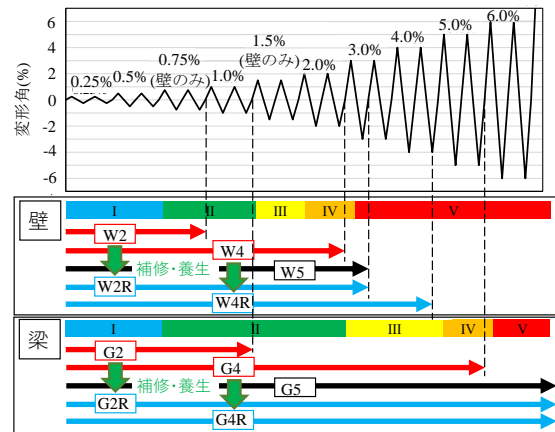 変形角(%)
6
4
2
0
-2
-4
-6
0.25%
0.5%
0.75%
(壁のみ)
1.0%
1.5%
(壁のみ)
2.0%
3.0%
4.0%
5.0%
6.0%
壁
I
II
III
IV
V
W2
W4
補修・養生
W5
W2R
W4R
梁
I
II
III
IV
V
G2
G4
補修・養生
G5
G2R
G4R